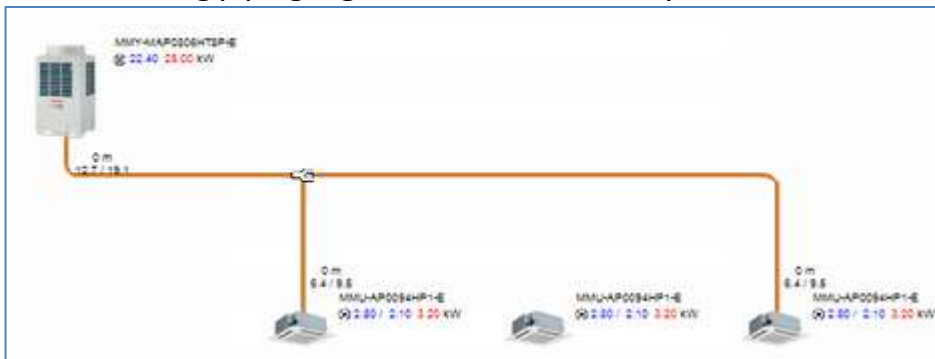 MMY-MAP0806HT8P-E
22.40 25.00 kW
0 m
12.7 / 19.1
0 m
6.4 / 9.5
MMU-AP0094HP1-E
2.80 / 2.10 3.20 kW
MMU-AP0094HP1-E
2.80 / 2.10 3.20 kW
0 m
6.4 / 9.5
MMU-AP0094HP1-E
2.80 / 2.10 3.20 kW